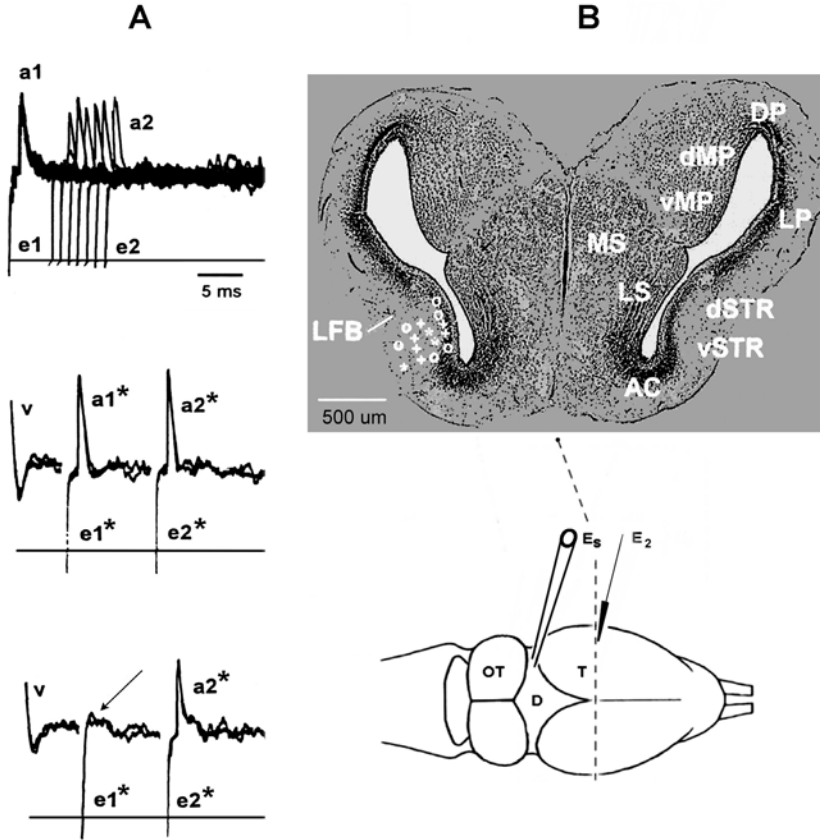 A
B
a1
a2
e1
e2
5 ms
v
a1*
a2*
e1*
e2*
v
a2*
e1*
e2*
DP
dMP
vMP
LP
MS
LS
dSTR
LFB
vSTR
AC
500 um
Es
E2
OT
T
D